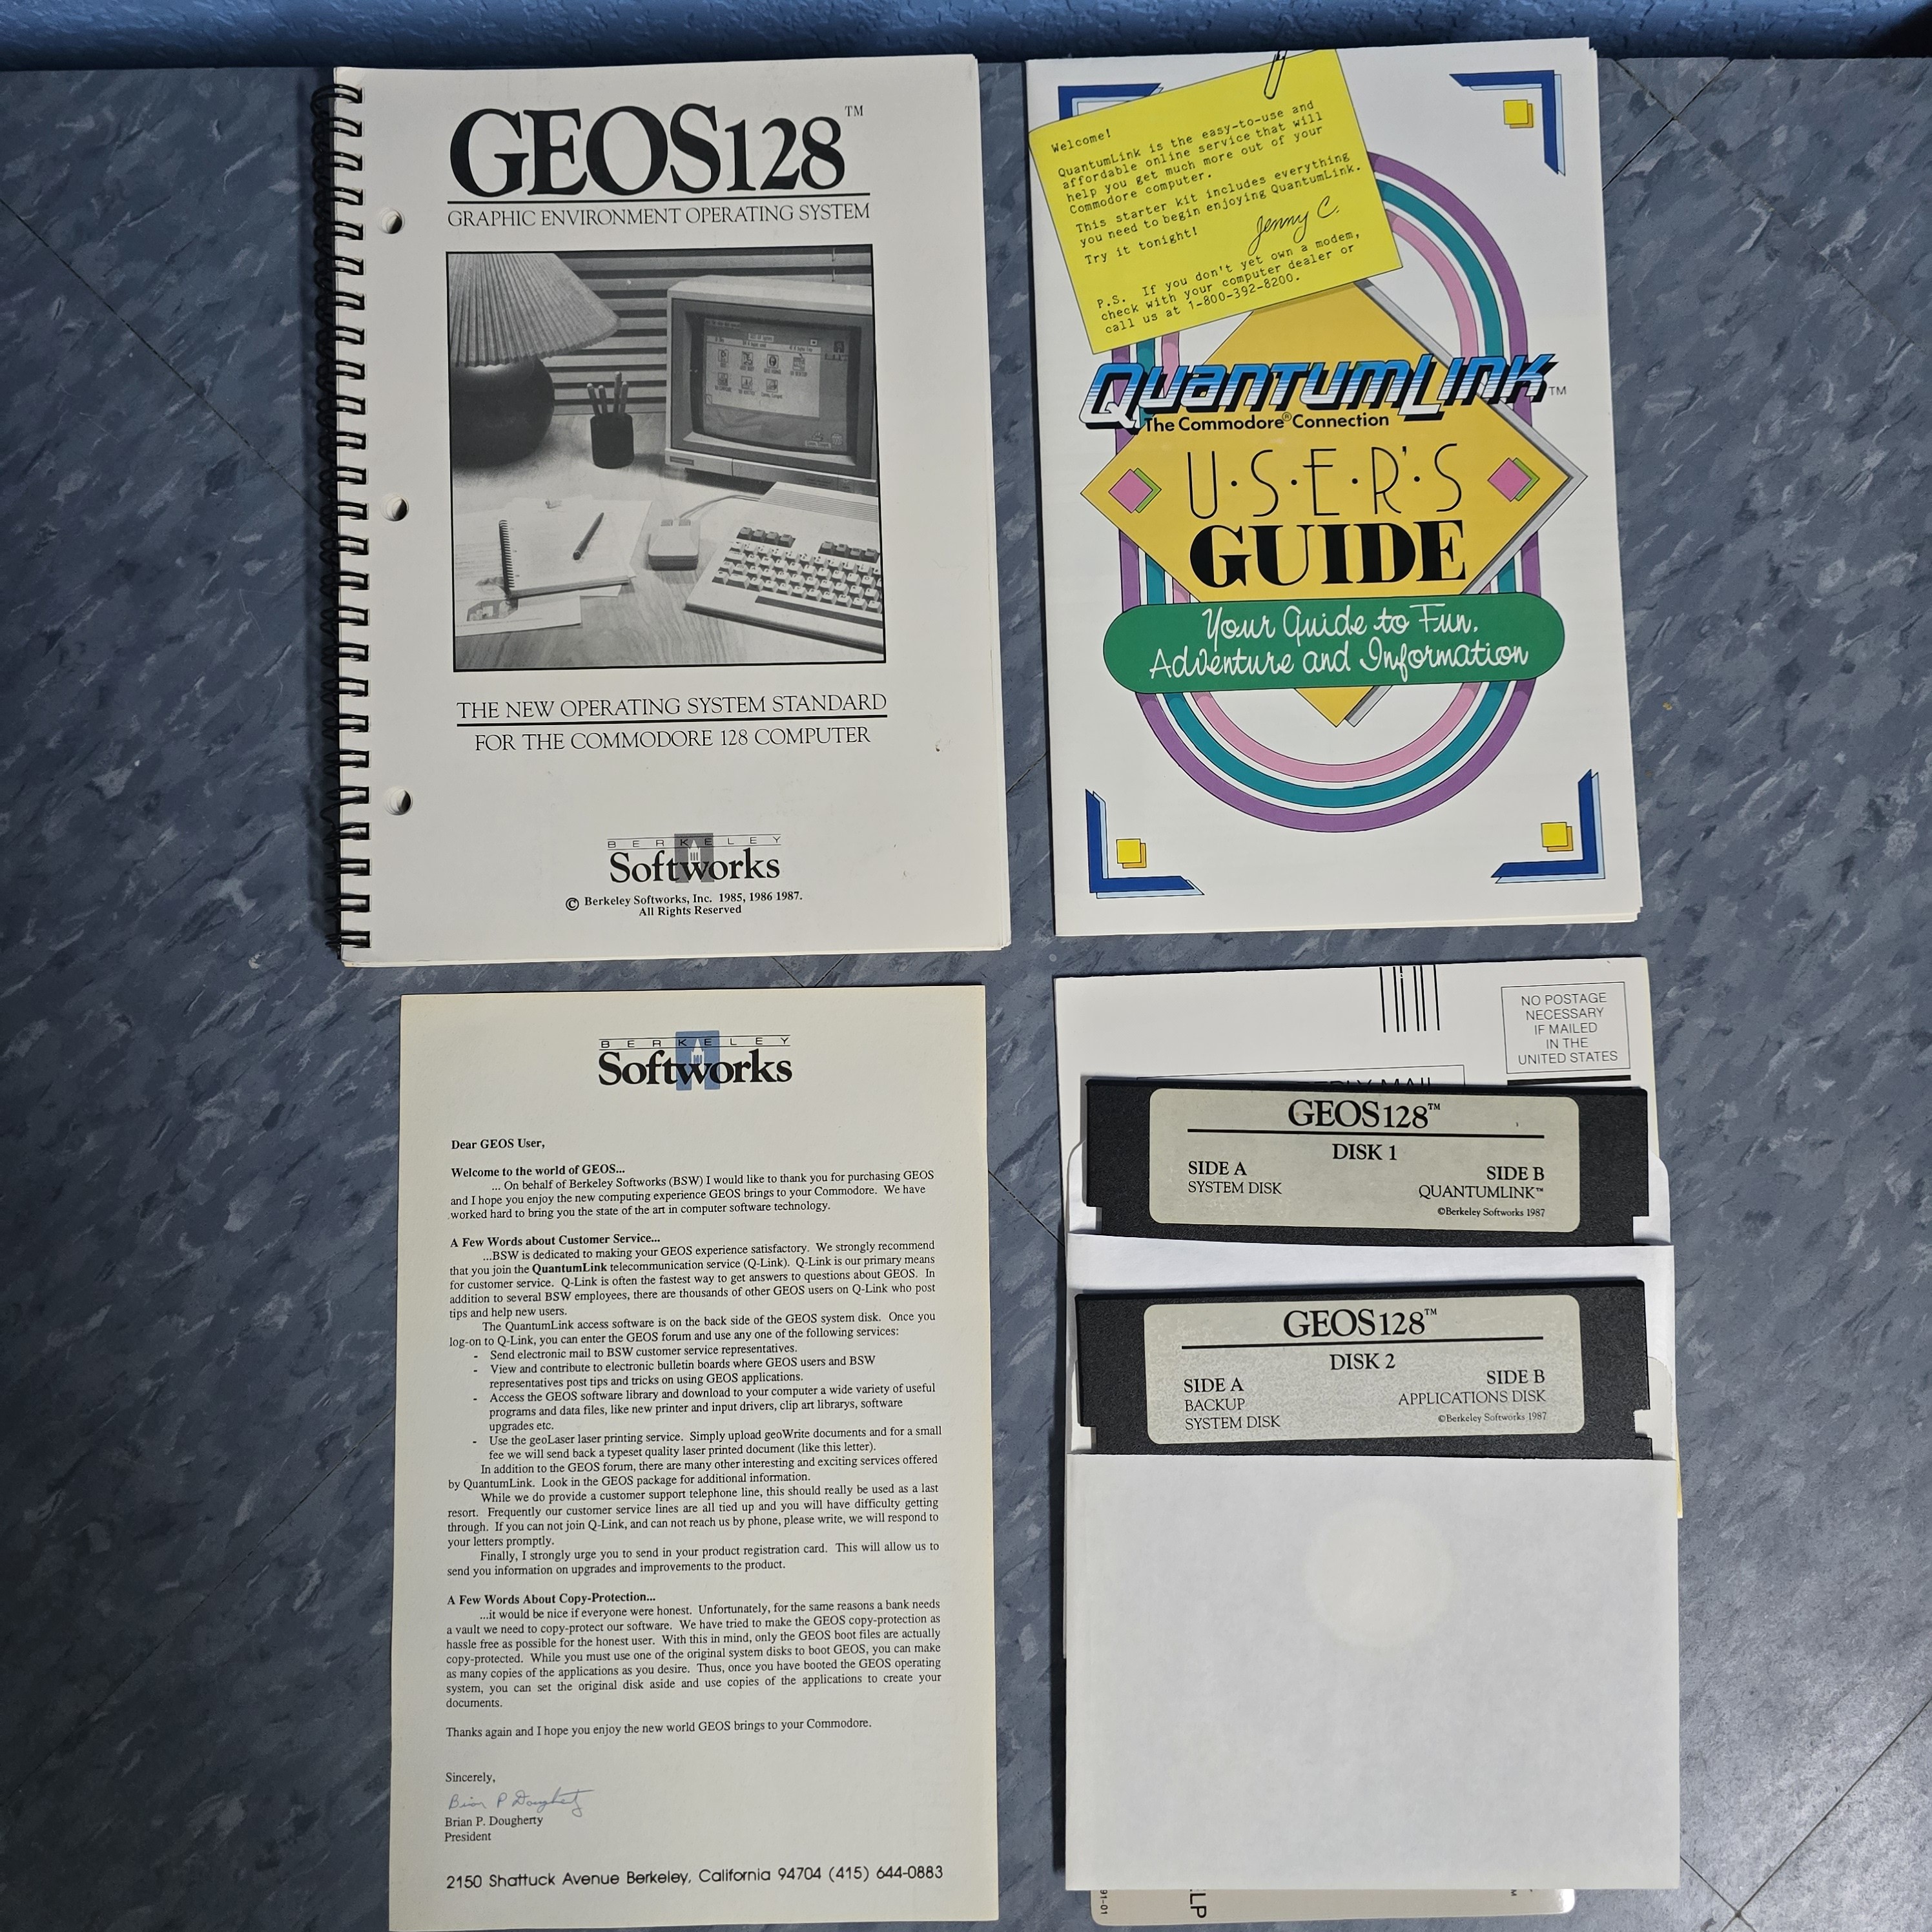 GEOS128™
GRAPHIC ENVIRONMENT OPERATING SYSTEM
THE NEW OPERATING SYSTEM STANDARD
FOR THE COMMODORE 128 COMPUTER
BERKELEY
Softworks
© Berkeley Softworks, Inc. 1985, 1986 1987.
All Rights Reserved
Welcome!
QuantumLink is the easy-to-use and
affordable online service that will
help you get much more out of your
Commodore computer.
This starter kit includes everything
you need to begin enjoying QuantumLink.
Try it tonight!
Jenny C.
P.S. If you don't yet own a modem,
check with your computer dealer or
call us at 1-800-392-8200.
QuantumLink™
The Commodore® Connection
U·S·E·R'·S
GUIDE
Your Guide to Fun,
Adventure and Information
BERKELEY
Softworks
Dear GEOS User,
Welcome to the world of GEOS...
... On behalf of Berkeley Softworks (BSW) I would like to thank you for purchasing GEOS
and I hope you enjoy the new computing experience GEOS brings to your Commodore. We have
worked hard to bring you the state of the art in computer software technology.
A Few Words about Customer Service...
...BSW is dedicated to making your GEOS experience satisfactory. We strongly recommend
that you join the QuantumLink telecommunication service (Q-Link). Q-Link is our primary means
for customer service. Q-Link is often the fastest way to get answers to questions about GEOS. In
addition to several BSW employees, there are thousands of other GEOS users on Q-Link who post
tips and help new users.
The QuantumLink access software is on the back side of the GEOS system disk. Once you
log-on to Q-Link, you can enter the GEOS forum and use any one of the following services:
- Send electronic mail to BSW customer service representatives.
- View and contribute to electronic bulletin boards where GEOS users and BSW
representatives post tips and tricks on using GEOS applications.
- Access the GEOS software library and download to your computer a wide variety of useful
programs and data files, like new printer and input drivers, clip art librarys, software
upgrades etc.
- Use the geoLaser laser printing service. Simply upload geoWrite documents and for a small
fee we will send back a typeset quality laser printed document (like this letter).
In addition to the GEOS forum, there are many other interesting and exciting services offered
by QuantumLink. Look in the GEOS package for additional information.
While we do provide a customer support telephone line, this should really be used as a last
resort. Frequently our customer service lines are all tied up and you will have difficulty getting
through. If you can not join Q-Link, and can not reach us by phone, please write, we will respond to
your letters promptly.
Finally, I strongly urge you to send in your product registration card. This will allow us to
send you information on upgrades and improvements to the product.
A Few Words About Copy-Protection...
...it would be nice if everyone were honest. Unfortunately, for the same reasons a bank needs
a vault we need to copy-protect our software. We have tried to make the GEOS copy-protection as
hassle free as possible for the honest user. With this in mind, only the GEOS boot files are actually
copy-protected. While you must use one of the original system disks to boot GEOS, you can make
as many copies of the applications as you desire. Thus, once you have booted the GEOS operating
system, you can set the original disk aside and use copies of the applications to create your
documents.
Thanks again and I hope you enjoy the new world GEOS brings to your Commodore.
Sincerely,
Brian P Dougherty
Brian P. Dougherty
President
2150 Shattuck Avenue Berkeley, California 94704 (415) 644-0883
NO POSTAGE
NECESSARY
IF MAILED
IN THE
UNITED STATES
MAIL
GEOS128™
DISK 1
SIDE A
SYSTEM DISK
SIDE B
QUANTUMLINK™
©Berkeley Softworks 1987
GEOS128™
DISK 2
SIDE A
BACKUP
SYSTEM DISK
SIDE B
APPLICATIONS DISK
©Berkeley Softworks 1987
91-01
LP